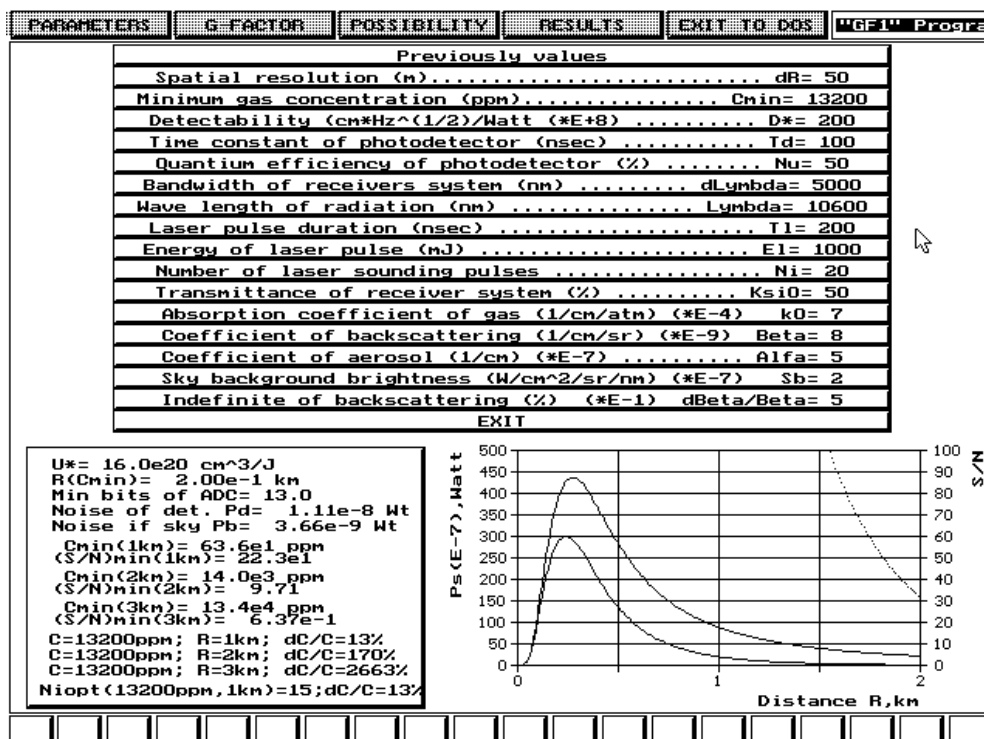 PARAMETERS G-FACTOR POSSIBILITY RESULTS EXIT TO DOS "GF1" Progra
Previously values
Spatial resolution (m)............................ dR= 50
Minimum gas concentration (ppm)................ Cmin= 13200
Detectability (cm*Hz^(1/2)/Watt (*E+8) .......... D*= 200
Time constant of photodetector (nsec) ........... Td= 100
Quantium efficiency of photodetector (%) ........ Nu= 50
Bandwidth of receivers system (nm) ......... dLymbda= 5000
Wave length of radiation (nm) ............... Lymbda= 10600
Laser pulse duration (nsec) ..................... Tl= 200
Energy of laser pulse (mJ) ...................... El= 1000
Number of laser sounding pulses ................. Ni= 20
Transmittance of receiver system (%) .......... Ksi0= 50
Absorption coefficient of gas (1/cm/atm) (*E-4) k0= 7
Coefficient of backscattering (1/cm/sr) (*E-9) Beta= 8
Coefficient of aerosol (1/cm) (*E-7) .......... Alfa= 5
Sky background brightness (W/cm^2/sr/nm) (*E-7) Sb= 2
Indefinite of backscattering (%) (*E-1) dBeta/Beta= 5
EXIT
U*= 16.0e20 cm^3/J
R(Cmin)= 2.00e-1 km
Min bits of ADC= 13.0
Noise of det. Pd= 1.11e-8 Wt
Noise if sky Pb= 3.66e-9 Wt
Cmin(1km)= 63.6e1 ppm
(S/N)min(1km)= 22.3e1
Cmin(2km)= 14.0e3 ppm
(S/N)min(2km)= 9.71
Cmin(3km)= 13.4e4 ppm
(S/N)min(3km)= 6.37e-1
C=13200ppm; R=1km; dC/C=13%
C=13200ppm; R=2km; dC/C=170%
C=13200ppm; R=3km; dC/C=2663%
Niopt(13200ppm,1km)=15;dC/C=13%
Ps(E-7),Watt
500
450
400
350
300
250
200
150
100
50
0
100
90
80
70
60
50
40
30
20
10
0
S/N
0 1 2
Distance R,km